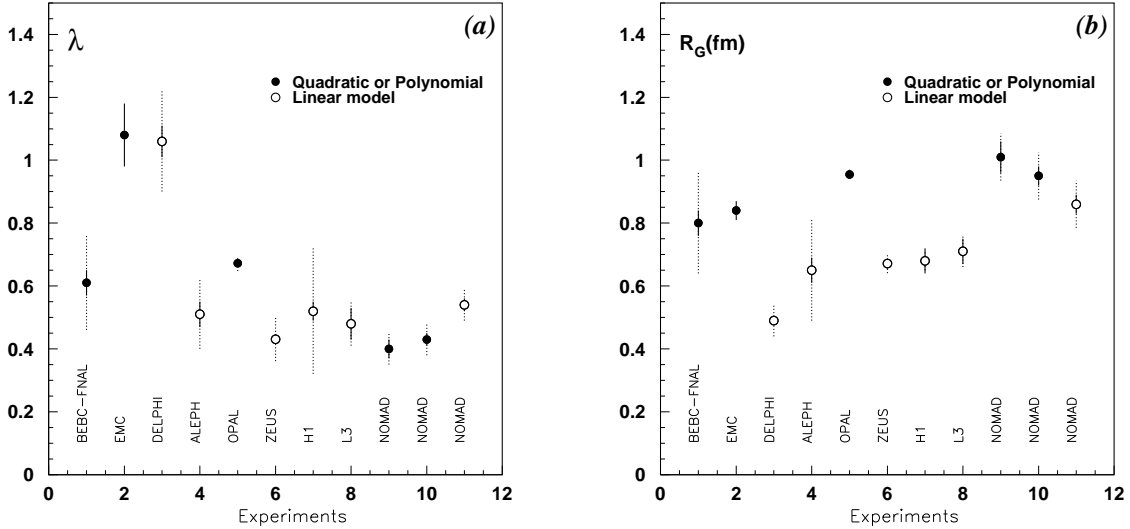 (a)
λ
Quadratic or Polynomial
Linear model
1.4
1.2
1
0.8
0.6
0.4
0.2
0
BEBC-FNAL
EMC
DELPHI
ALEPH
OPAL
ZEUS
H1
L3
NOMAD
NOMAD
NOMAD
0 2 4 6 8 10 12
Experiments
(b)
R_G(fm)
Quadratic or Polynomial
Linear model
1.4
1.2
1
0.8
0.6
0.4
0.2
0
BEBC-FNAL
EMC
DELPHI
ALEPH
OPAL
ZEUS
H1
L3
NOMAD
NOMAD
NOMAD
0 2 4 6 8 10 12
Experiments